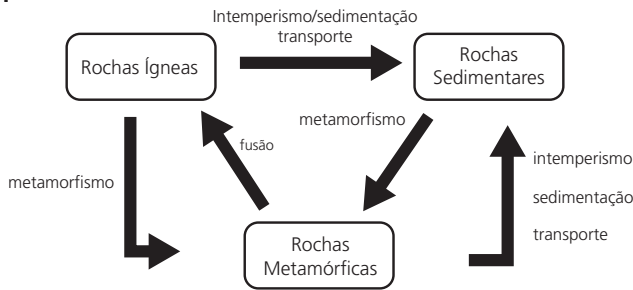 Intemperismo/sedimentação
transporte
Rochas Ígneas
Rochas
Sedimentares
metamorfismo
fusão
metamorfismo
intemperismo
sedimentação
transporte
Rochas
Metamórficas